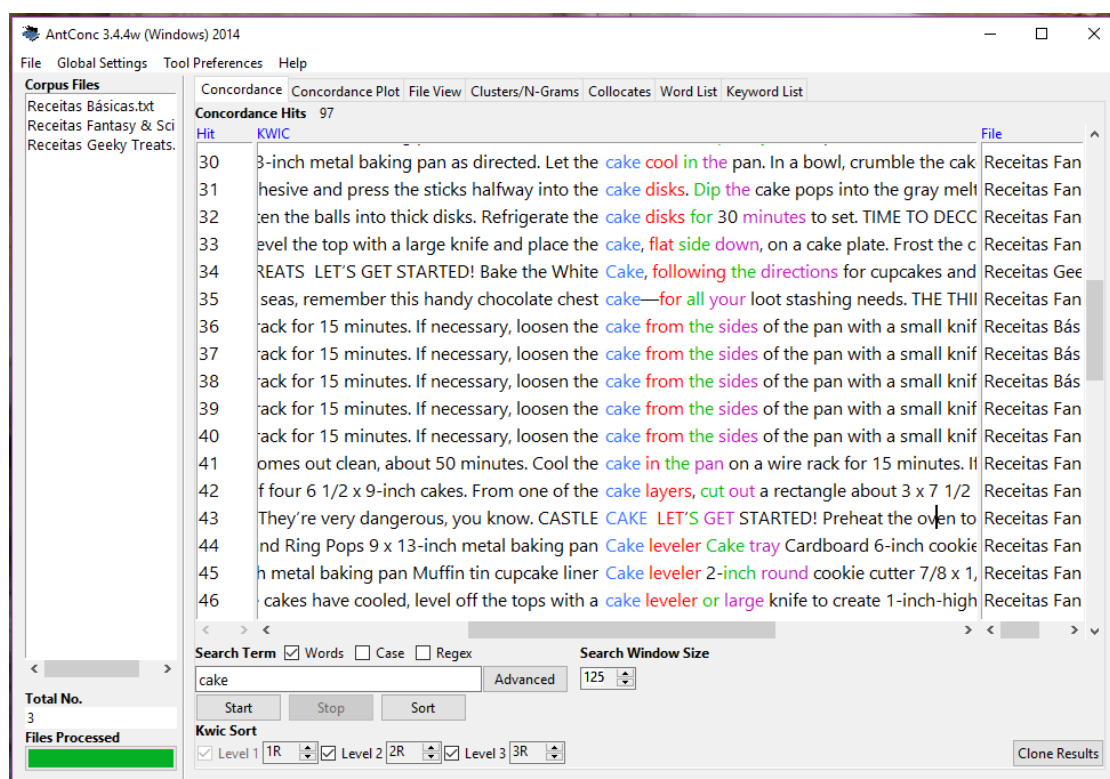 AntConc 3.4.4w (Windows) 2014
File Global Settings Tool Preferences Help
Corpus Files
Receitas Básicas.txt
Receitas Fantasy & Sci
Receitas Geeky Treats.
Total No.
3
Files Processed
Concordance Concordance Plot File View Clusters/N-Grams Collocates Word List Keyword List
Concordance Hits 97
Hit KWIC File
30 3-inch metal baking pan as directed. Let the cake cool in the pan. In a bowl, crumble the cak Receitas Fan
31 hesive and press the sticks halfway into the cake disks. Dip the cake pops into the gray melt Receitas Fan
32 ten the balls into thick disks. Refrigerate the cake disks for 30 minutes to set. TIME TO DECO Receitas Fan
33 evel the top with a large knife and place the cake, flat side down, on a cake plate. Frost the c Receitas Fan
34 REATS LET'S GET STARTED! Bake the White Cake, following the directions for cupcakes and Receitas Gee
35 seas, remember this handy chocolate chest cake—for all your loot stashing needs. THE THI Receitas Fan
36 rack for 15 minutes. If necessary, loosen the cake from the sides of the pan with a small knif Receitas Bás
37 rack for 15 minutes. If necessary, loosen the cake from the sides of the pan with a small knif Receitas Bás
38 rack for 15 minutes. If necessary, loosen the cake from the sides of the pan with a small knif Receitas Bás
39 rack for 15 minutes. If necessary, loosen the cake from the sides of the pan with a small knif Receitas Fan
40 rack for 15 minutes. If necessary, loosen the cake from the sides of the pan with a small knif Receitas Fan
41 omes out clean, about 50 minutes. Cool the cake in the pan on a wire rack for 15 minutes. If Receitas Fan
42 f four 6 1/2 x 9-inch cakes. From one of the cake layers, cut out a rectangle about 3 x 7 1/2 Receitas Fan
43 They're very dangerous, you know. CASTLE CAKE LET'S GET STARTED! Preheat the oven to Receitas Fan
44 nd Ring Pops 9 x 13-inch metal baking pan Cake leveler Cake tray Cardboard 6-inch cookie Receitas Fan
45 h metal baking pan Muffin tin cupcake liner Cake leveler 2-inch round cookie cutter 7/8 x 1, Receitas Fan
46 cakes have cooled, level off the tops with a cake leveler or large knife to create 1-inch-high Receitas Fan
Search Term Words Case Regex Search Window Size
cake Advanced 125
Start Stop Sort
Kwic Sort
Level 1 1R Level 2 2R Level 3 3R Clone Results